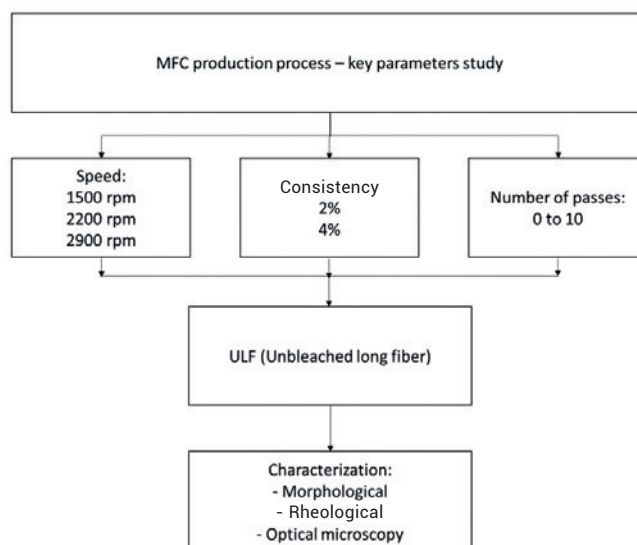 MFC production process – key parameters study
Speed:
1500 rpm
2200 rpm
2900 rpm
Consistency
2%
4%
Number of passes:
0 to 10
ULF (Unbleached long fiber)
Characterization:
- Morphological
- Rheological
- Optical microscopy